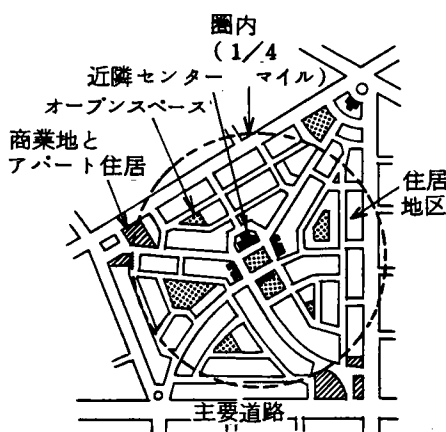 圏内
(1/4
近隣センター マイル)
オープンスペース
商業地と
アパート住居
住居
地区
主要道路